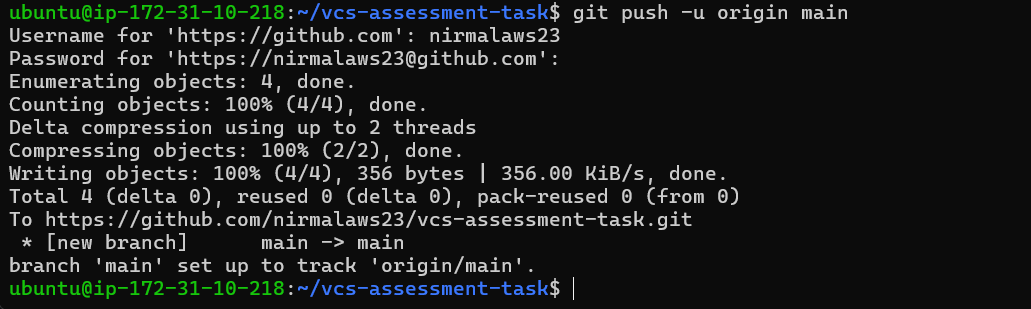 ubuntu@ip-172-31-10-218:~/vcs-assessment-task$ git push -u origin main
Username for 'https://github.com': nirmalaws23
Password for 'https://nirmalaws23@github.com':
Enumerating objects: 4, done.
Counting objects: 100% (4/4), done.
Delta compression using up to 2 threads
Compressing objects: 100% (2/2), done.
Writing objects: 100% (4/4), 356 bytes | 356.00 KiB/s, done.
Total 4 (delta 0), reused 0 (delta 0), pack-reused 0 (from 0)
To https://github.com/nirmalaws23/vcs-assessment-task.git
 * [new branch]      main -> main
branch 'main' set up to track 'origin/main'.
ubuntu@ip-172-31-10-218:~/vcs-assessment-task$